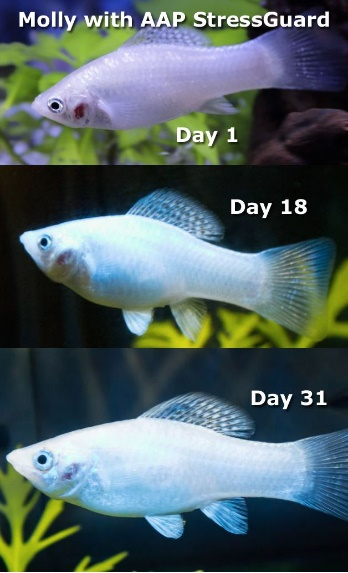 Molly with AAP StressGuard
Day 1
Day 18
Day 31